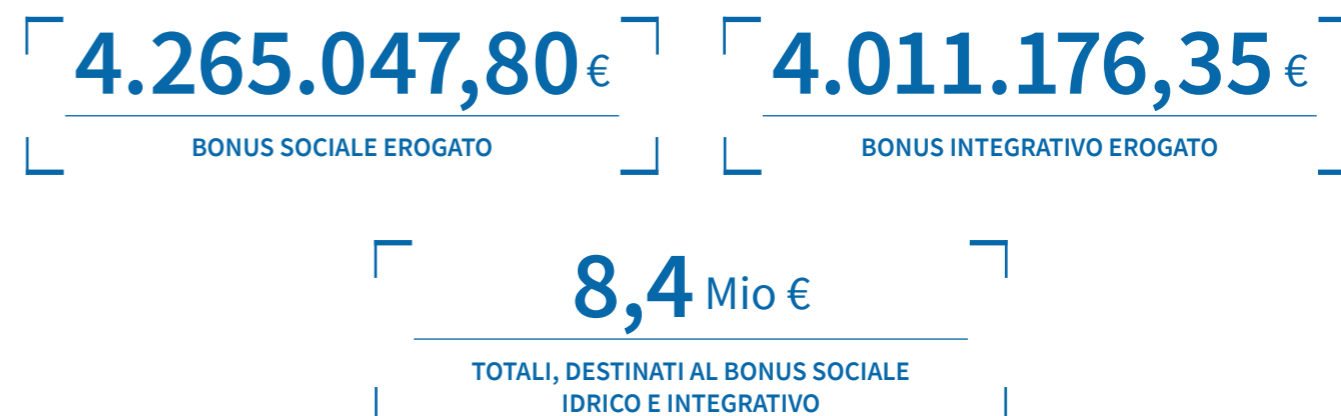 4.265.047,80 €
BONUS SOCIALE EROGATO
4.011.176,35 €
BONUS INTEGRATIVO EROGATO
8,4 Mio €
TOTALI, DESTINATI AL BONUS SOCIALE
IDRICO E INTEGRATIVO